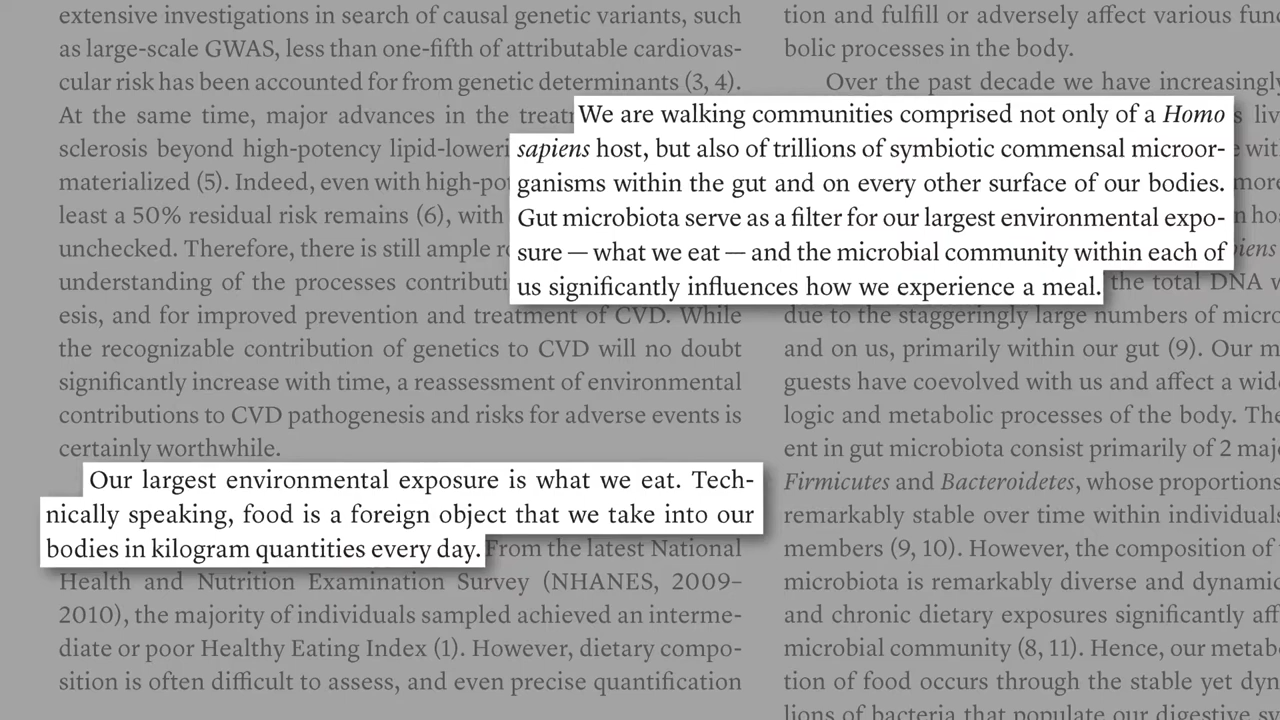 extensive investigations in search of causal genetic variants, such
as large-scale GWAS, less than one-fifth of attributable cardiovas-
cular risk has been accounted for from genetic determinants (3, 4).
At the same time, major advances in the
sclerosis beyond high-potency
materialized (5). Indeed, even with
least a 50% residual risk remains (6), with
unchecked. Therefore, there is still ample
understanding of the processes
esis, and for improved prevention and treatment of CVD. While
the recognizable contribution of genetics to CVD will no doubt
significantly increase with time, a reassessment of environmental
contributions to CVD pathogenesis and risks for adverse events is
certainly worthwhile.
Our largest environmental exposure is what we eat. Tech-
nically speaking, food is a foreign object that we take into our
bodies in kilogram quantities every day. From the latest National
Health and Nutrition Examination Survey (NHANES, 2009–
2010), the majority of individuals sampled achieved an interme-
diate or poor Healthy Eating Index (1). However, dietary compo-
sition is often difficult to assess, and even precise quantification
tion and fulfill or adversely affect various
bolic processes in the body.
Over the past decade we have increasingly
We are walking communities comprised not only of a Homo
sapiens host, but also of trillions of symbiotic commensal microor-
ganisms within the gut and on every other surface of our bodies.
Gut microbiota serve as a filter for our largest environmental expo-
sure — what we eat — and the microbial community within each of
us significantly influences how we experience a meal.
the total DNA
due to the staggeringly large numbers of
and on us, primarily within our gut (9). Our
guests have coevolved with us and affect a
logic and metabolic processes of the body.
ent in gut microbiota consist primarily of 2
Firmicutes and Bacteroidetes, whose proportions
remarkably stable over time within individuals
members (9, 10). However, the composition of
microbiota is remarkably diverse and
and chronic dietary exposures significantly
microbial community (8, 11). Hence, our
tion of food occurs through the stable yet
lions of bacteria that populate our digestive